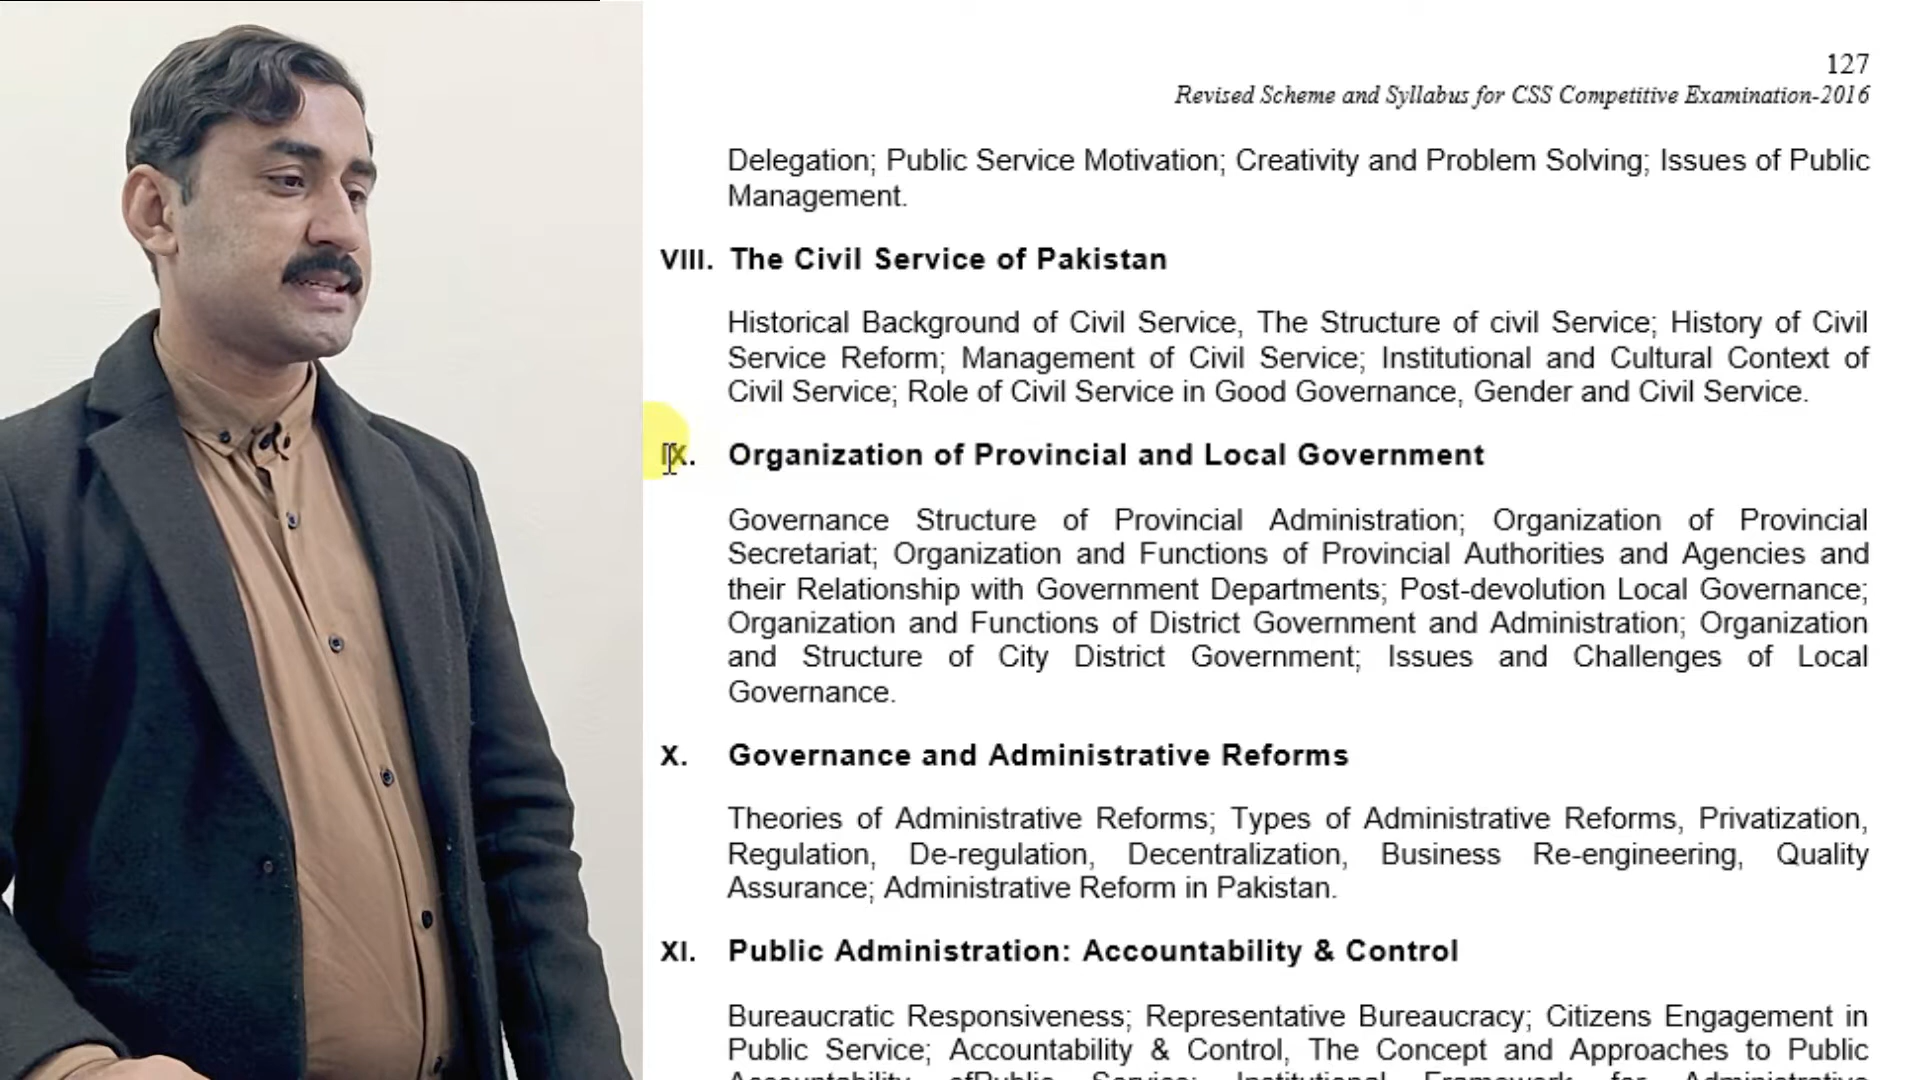 127
Revised Scheme and Syllabus for CSS Competitive Examination-2016
Delegation; Public Service Motivation; Creativity and Problem Solving; Issues of Public
Management.
VIII. The Civil Service of Pakistan
Historical Background of Civil Service, The Structure of civil Service; History of Civil
Service Reform; Management of Civil Service; Institutional and Cultural Context of
Civil Service; Role of Civil Service in Good Governance, Gender and Civil Service.
IX. Organization of Provincial and Local Government
Governance Structure of Provincial Administration; Organization of Provincial
Secretariat; Organization and Functions of Provincial Authorities and Agencies and
their Relationship with Government Departments; Post-devolution Local Governance;
Organization and Functions of District Government and Administration; Organization
and Structure of City District Government; Issues and Challenges of Local
Governance.
X. Governance and Administrative Reforms
Theories of Administrative Reforms; Types of Administrative Reforms, Privatization,
Regulation, De-regulation, Decentralization, Business Re-engineering, Quality
Assurance; Administrative Reform in Pakistan.
XI. Public Administration: Accountability & Control
Bureaucratic Responsiveness; Representative Bureaucracy; Citizens Engagement in
Public Service; Accountability & Control, The Concept and Approaches to Public
Accountability ofPublic Service; Institutional Framework for Administrative